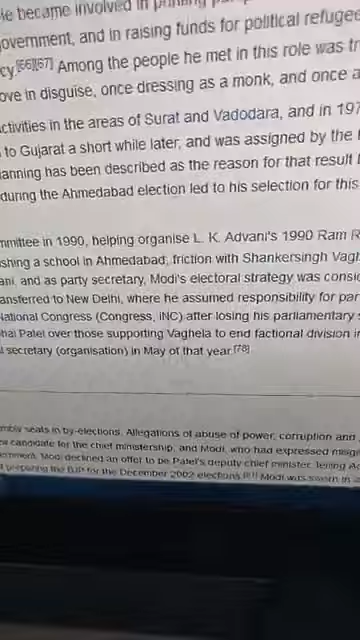 le became involved in
overnment, and in raising funds for political refugee
cy.[66][67] Among the people he met in this role was tr
ove in disguise, once dressing as a monk, and once a
ctivities in the areas of Surat and Vadodara, and in 197
to Gujarat a short while later, and was assigned by the
anning has been described as the reason for that result
during the Ahmedabad election led to his selection for this
mmittee in 1990, helping organise L. K. Advani's 1990 Ram R
shing a school in Ahmedabad; friction with Shankersingh Vagh
ani, and as party secretary, Modi's electoral strategy was consid
ansferred to New Delhi, where he assumed responsibility for par
National Congress (Congress, INC) after losing his parliamentary s
bhai Patel over those supporting Vaghela to end factional division in
l secretary (organisation) in May of that year.[78]
mbly seats in by-elections. Allegations of abuse of power, corruption and
candidate for the chief ministership, and Modi, who had expressed misgi
Modi declined an offer to be Patel's deputy chief minister, telling Ad
preparing the BJP for the December 2002 elections. Modi was sworn in